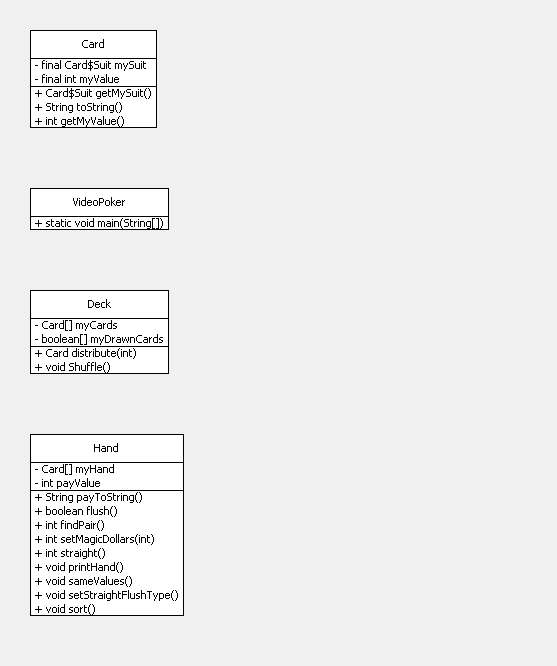 Card
- final Card$Suit mySuit
- final int myValue
+ Card$Suit getMySuit()
+ String toString()
+ int getMyValue()
VideoPoker
+ static void main(String[])
Deck
- Card[] myCards
- boolean[] myDrawnCards
+ Card distribute(int)
+ void Shuffle()
Hand
- Card[] myHand
- int payValue
+ String payToString()
+ boolean flush()
+ int findPair()
+ int setMagicDollars(int)
+ int straight()
+ void printHand()
+ void sameValues()
+ void setStraightFlushType()
+ void sort()